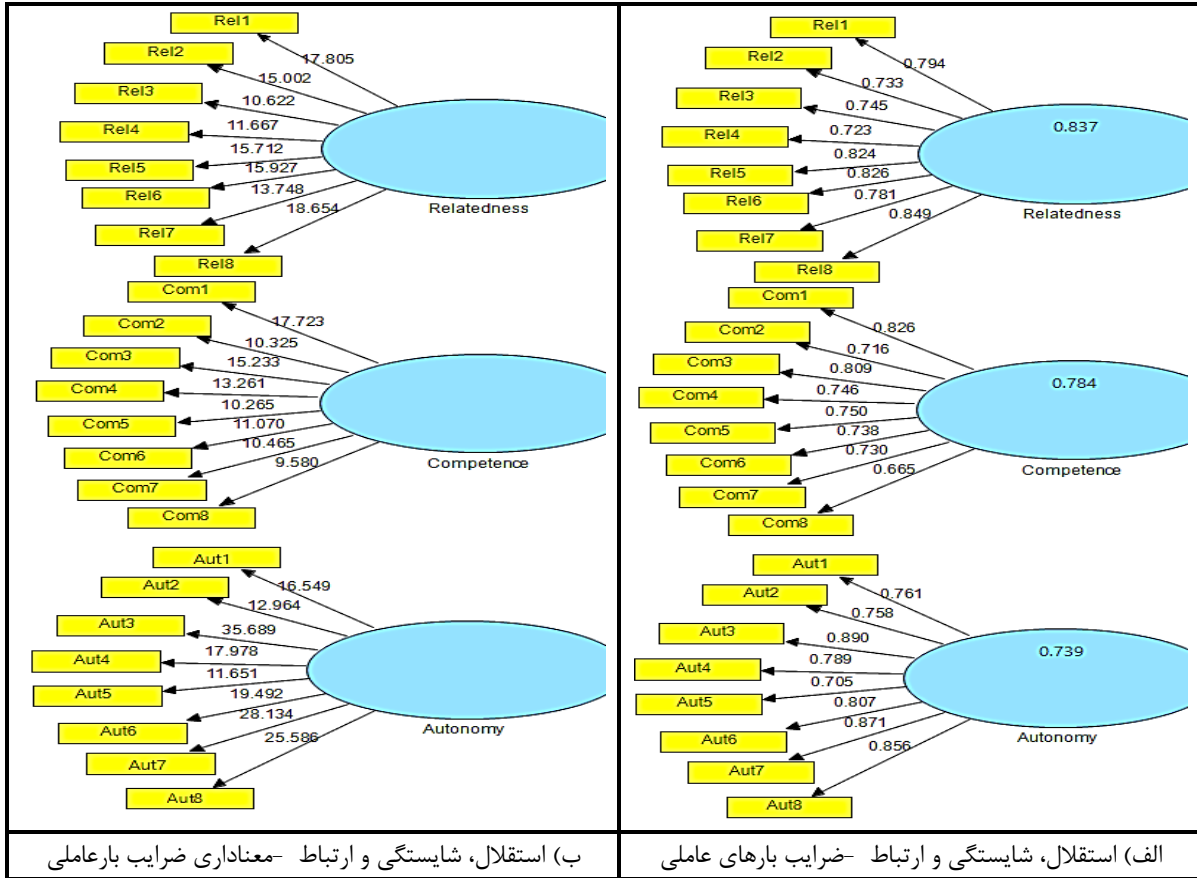 Rel1
17.805
Rel2
15.002
Rel3
10.622
Rel4
11.667
15.712
Rel5
15.927
Rel6
13.748
Rel7
18.654
Relatedness
Rel8
Com1
17.723
Com2
10.325
Com3
15.233
Com4
13.261
10.265
Com5
11.070
Com6
10.465
Com7
9.580
Competence
Com8
Aut1
16.549
Aut2
12.964
Aut3
35.689
17.978
Aut4
11.651
Aut5
19.492
Aut6
28.134
Aut7
25.586
Autonomy
Aut8
Rel1
0.794
Rel2
0.733
Rel3
0.745
Rel4
0.723
0.824
Rel5
0.826
Rel6
0.781
Rel7
0.849
0.837
Relatedness
Rel8
Com1
0.826
Com2
0.716
Com3
0.809
Com4
0.746
0.750
Com5
0.738
Com6
0.730
Com7
0.665
0.784
Competence
Com8
Aut1
0.761
Aut2
0.758
Aut3
0.890
0.789
Aut4
0.705
Aut5
0.807
Aut6
0.871
Aut7
0.856
0.739
Autonomy
Aut8
الف) استقلال، شایستگی و ارتباط -ضرایب بارهای عاملی
ب) استقلال، شایستگی و ارتباط -معناداری ضرایب بارعاملی